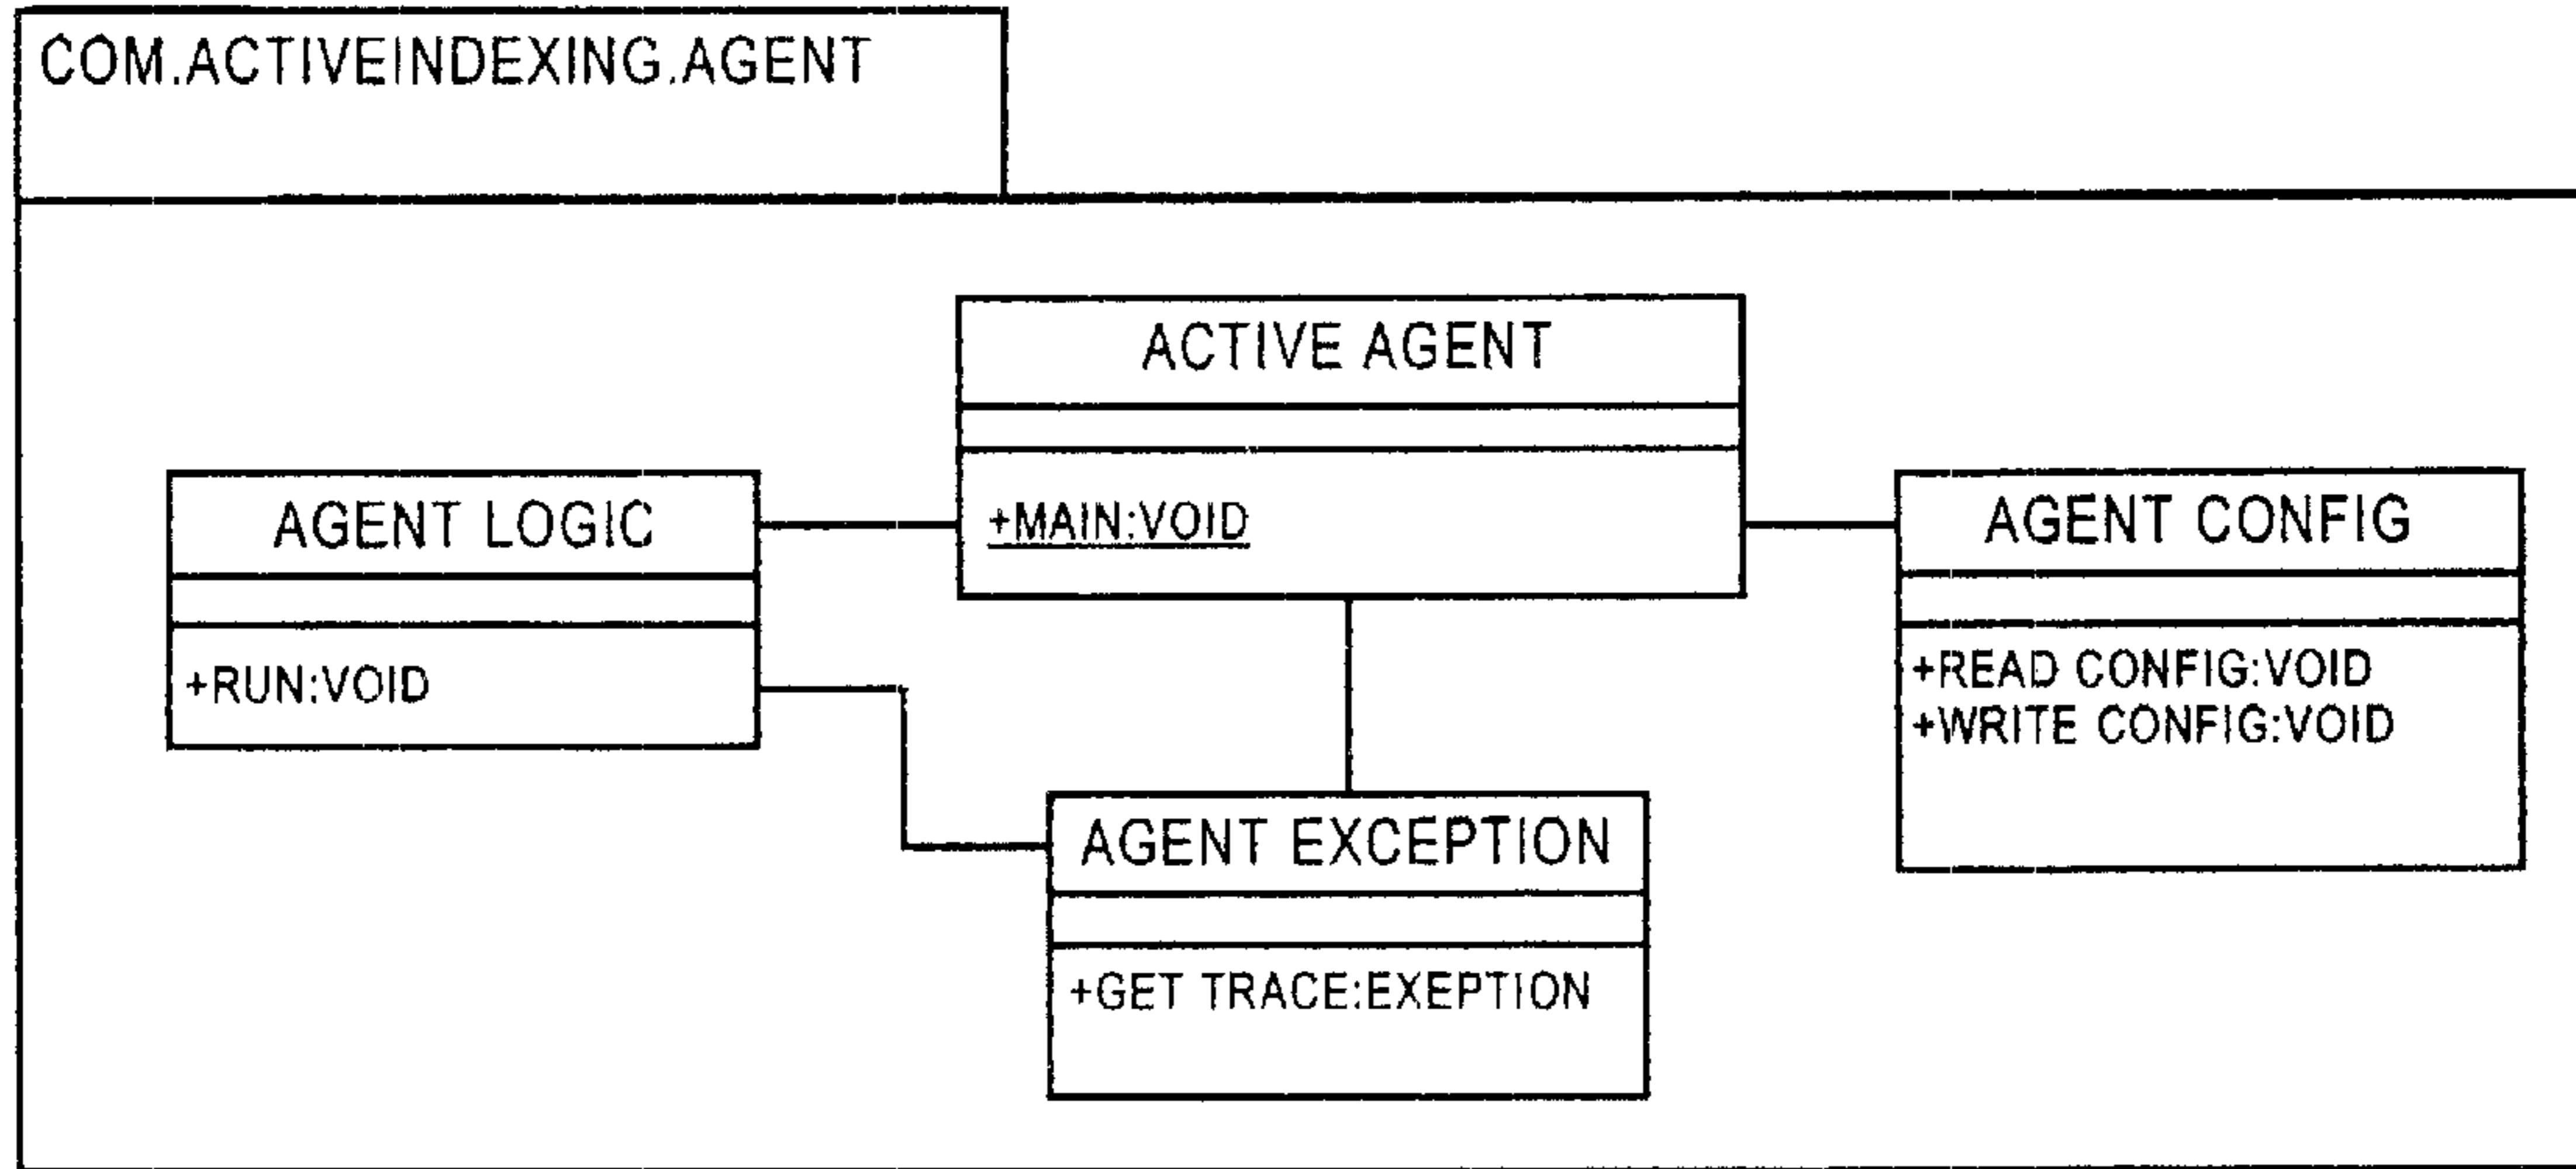 COM.ACTIVEINDEXING.AGENT
ACTIVE AGENT
+MAIN:VOID
AGENT LOGIC
+RUN:VOID
AGENT CONFIG
+READ CONFIG:VOID
+WRITE CONFIG:VOID
AGENT EXCEPTION
+GET TRACE:EXEPTION